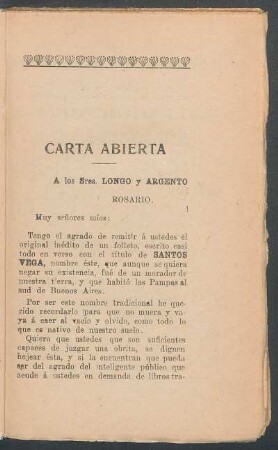 CARTA ABIERTA
A los Sres. LONGO y ARGENTO
ROSARIO.
Muy señores míos:
Tengo el agrado de remitir á ustedes el
original inédito de un folleto, escrito casi
todo en verso con el título de SANTOS
VEGA, nombre éste, que aunque se quiera
negar su existencia, fué de un morador de
nuestra tierra, y que habitó las Pampas al
sud de Buenos Aires.
Por ser este nombre tradicional he que
rido recordarlo para que no muera y va-
ya á caer al vacío y olvido, como todo lo
que es nativo de nuestro suelo.
Quiero que ustedes que son suficientes
capaces de juzgar una obrita, se dignen
hojear ésta, y si la encuentran que pueda
ser del agrado del inteligente público que
acude á ustedes en demanda de libros tra-